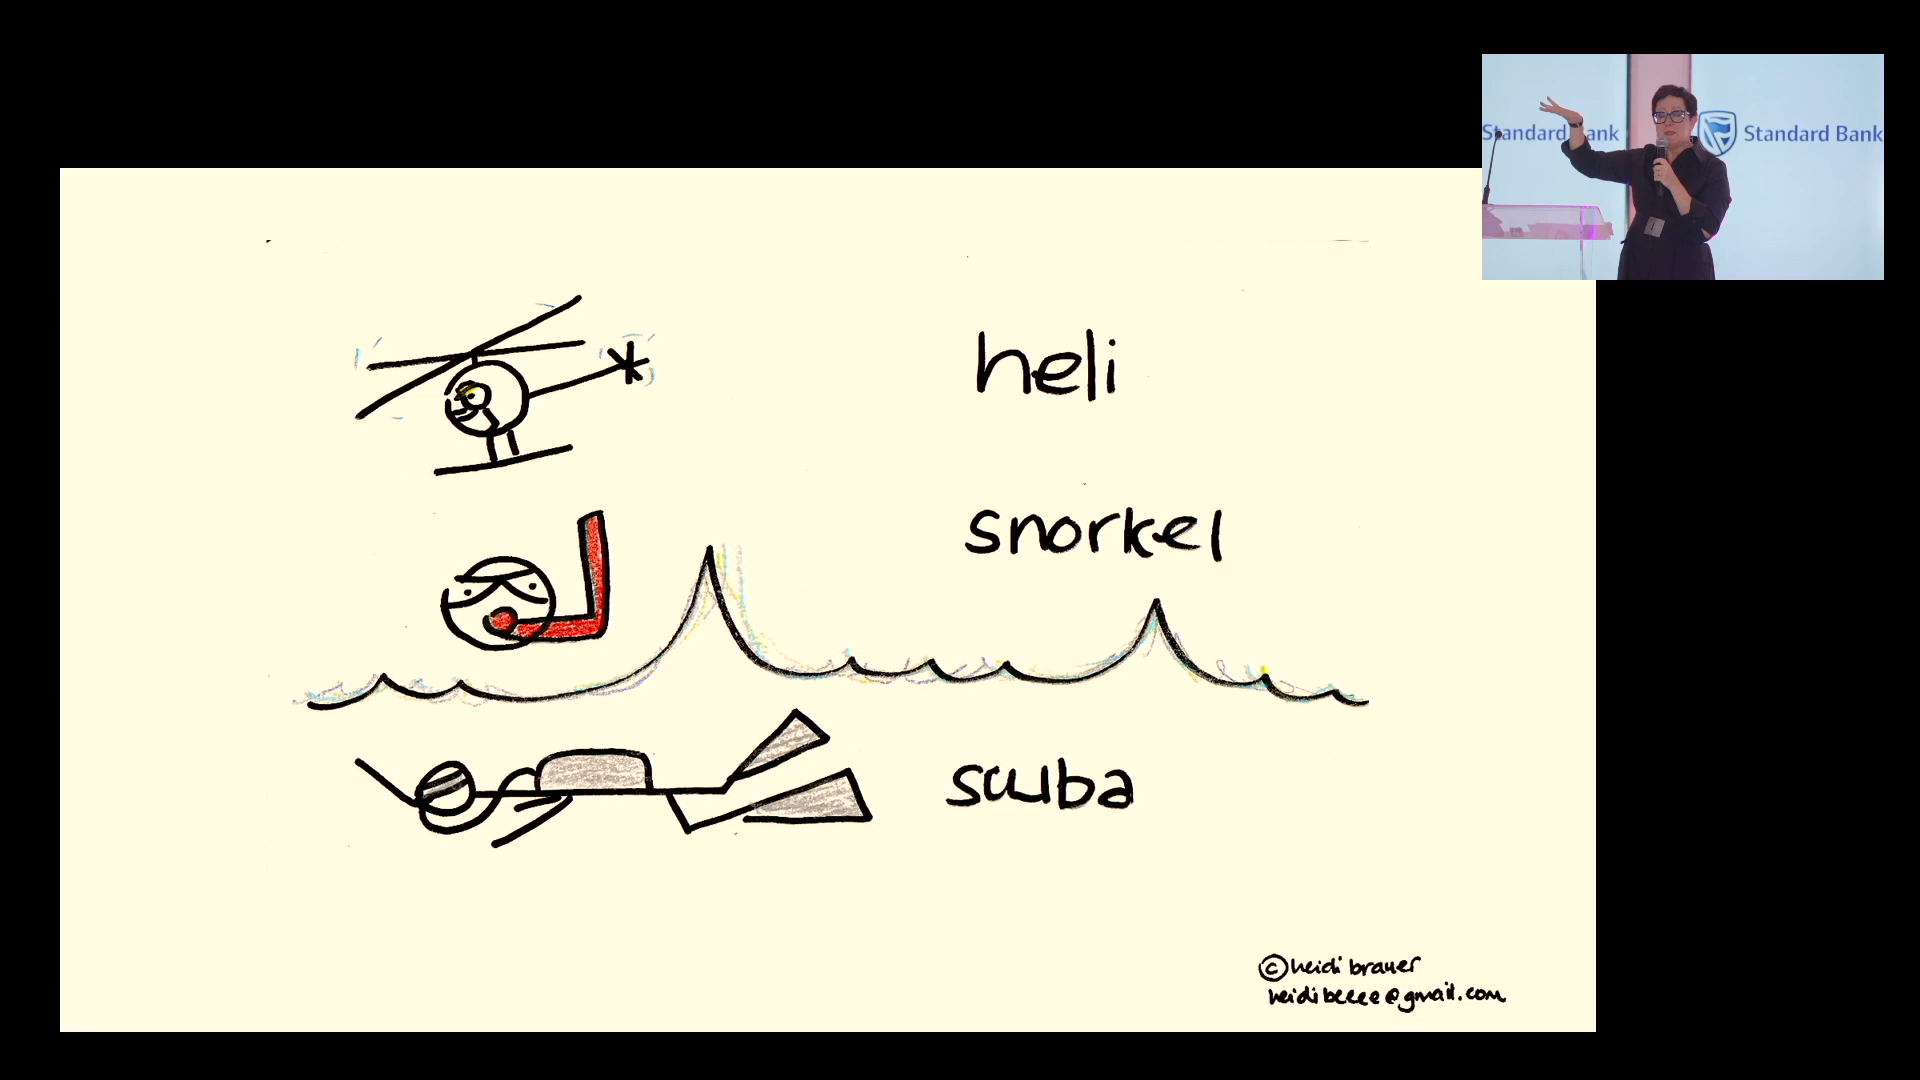 Standard Bank
Standard Bank
heli
snorkel
scuba
© heidi brauer
heidibeeee@gmail.com